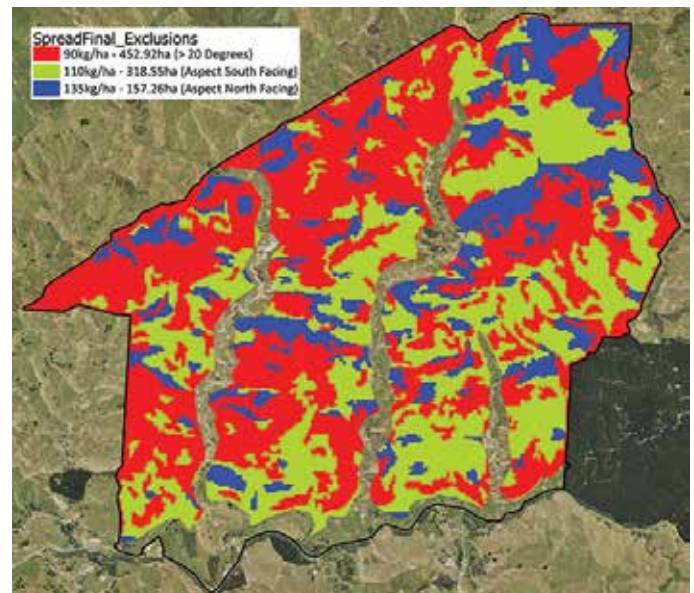 SpreadFinal_Exclusions
90kg/ha - 452.92ha (> 20 Degrees)
110kg/ha - 318.55ha (Aspect South Facing)
135kg/ha - 157.26ha (Aspect North Facing)